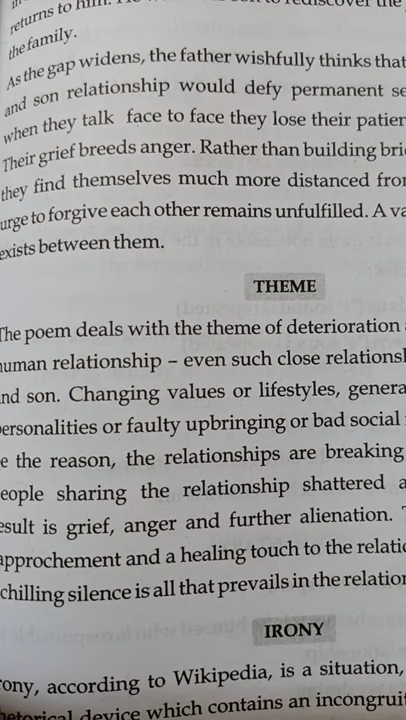 returns to him.
the family.
As the gap widens, the father wishfully thinks that
and son relationship would defy permanent se
when they talk face to face they lose their patien
Their grief breeds anger. Rather than building bri
they find themselves much more distanced from
urge to forgive each other remains unfulfilled. A va
exists between them.
THEME
The poem deals with the theme of deterioration
human relationship – even such close relationsh
and son. Changing values or lifestyles, genera
personalities or faulty upbringing or bad social
e the reason, the relationships are breaking
eople sharing the relationship shattered a
esult is grief, anger and further alienation.
approchement and a healing touch to the relatio
chilling silence is all that prevails in the relation
IRONY
rony, according to Wikipedia, is a situation,
hetorical device which contains an incongruit